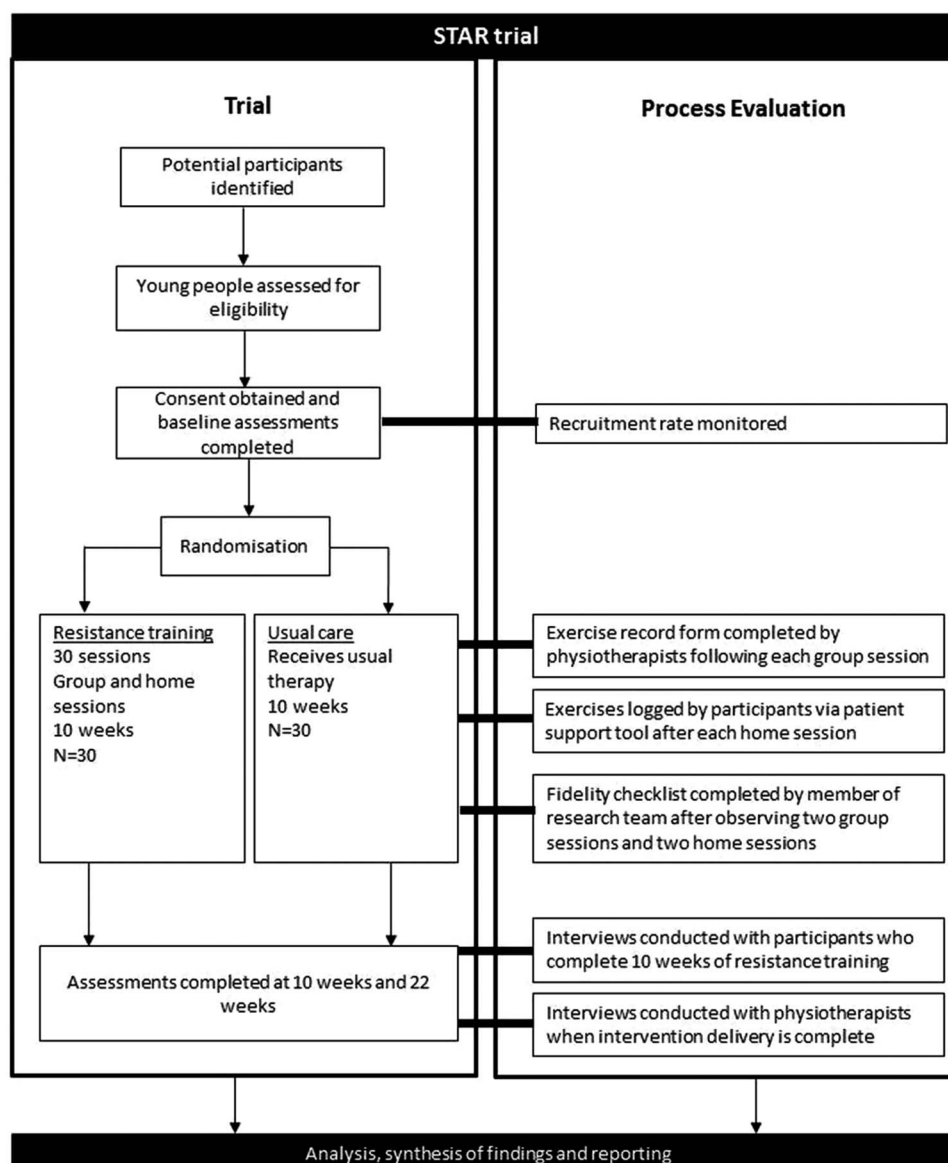 STAR trial
Trial
Process Evaluation
Potential participants
identified
Young people assessed for
eligibility
Consent obtained and
baseline assessments
completed
Recruitment rate monitored
Randomisation
Resistance training
30 sessions
Group and home
sessions
10 weeks
N=30
Usual care
Receives usual
therapy
10 weeks
N=30
Exercise record form completed by
physiotherapists following each group session
Exercises logged by participants via patient
support tool after each home session
Fidelity checklist completed by member of
research team after observing two group
sessions and two home sessions
Assessments completed at 10 weeks and 22
weeks
Interviews conducted with participants who
complete 10 weeks of resistance training
Interviews conducted with physiotherapists
when intervention delivery is complete
Analysis, synthesis of findings and reporting